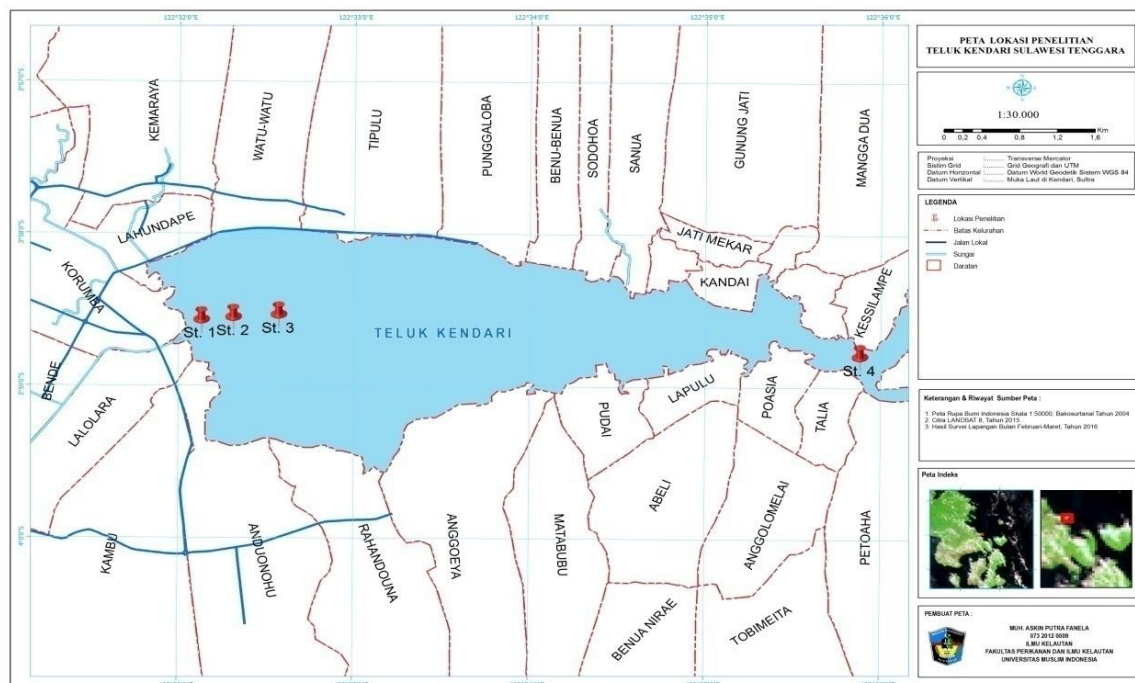 122°32'0"E
122°33'0"E
122°34'0"E
122°35'0"E
122°36'0"E
KEMARAYA
WATU-WATU
TIPULU
PUNGGALOBA
BENU-BENUA
SODOHOA
SANUA
GUNUNG JATI
MANGGA DUA
LAHUNDAPE
JATI MEKAR
KANDAI
KESSILAMPE
KORUMBA
St. 1
St. 2
St. 3
TELUK KENDARI
St. 4
BENDE
LALOLARA
PUDAI
LAPULU
POASIA
TALIA
KAMBU
ANDUONOHU
RAHANDOUNA
ANGGOEYA
MATABUBU
ABELI
ANGGOLOMELAI
PETOAHA
BENUA NIRAE
TOBIMEITA
4°0'0"S
PETA LOKASI PENELITIAN
TELUK KENDARI SULAWESI TENGGARA
1:30.000
Km
0 0,2 0,4 0,8 1,2 1,6
Proyeksi :.......... Transverse Mercator
Sistim Grid :.......... Grid Geografi dan UTM
Datum Horizontal :.......... Datum World Geodetik Sistem WGS 84
Datum Vertikal :.......... Muka Laut di Kendari, Sultra
LEGENDA
Lokasi Penelitian
Batas Kelurahan
Jalan Lokal
Sungai
Daratan
Keterangan & Riwayat Sumber Peta :
1. Peta Rupa Bumi Indonesia Skala 1:50000, Bakosurtanal Tahun 2004
2. Citra LANDSAT 8, Tahun 2015
3. Hasil Survai Lapangan Bulan Februari-Maret, Tahun 2016
Peta Indeks
PEMBUAT PETA :
MUH. ASKIN PUTRA FANELA
073 2012 0009
ILMU KELAUTAN
FAKULTAS PERIKANAN DAN ILMU KELAUTAN
UNIVERSITAS MUSLIM INDONESIA